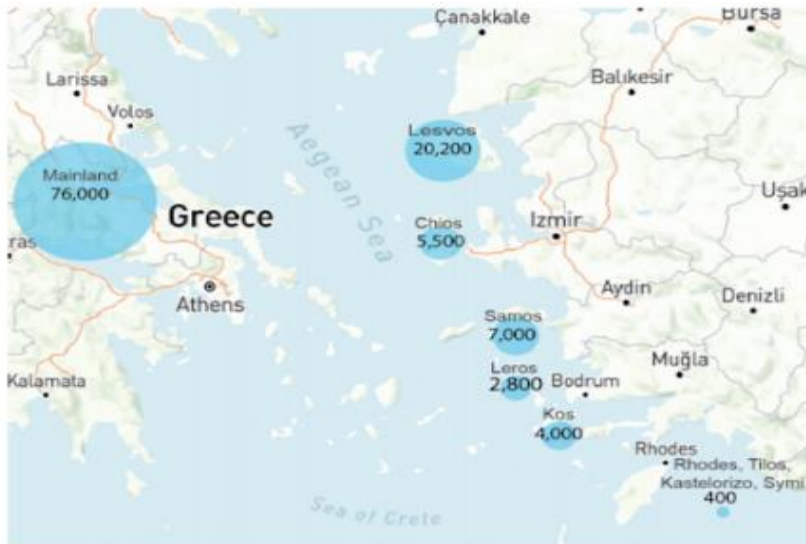 Çanakkale
Bursa
Larissa
Balıkesir
Volos
Lesvos
20,200
Aegean Sea
Mainland
76,000
Uşak
Greece
Chios
5,500
Izmir
tras
Athens
Aydin
Denizli
Samos
7,000
Muğla
Leros
2,800
Bodrum
Kalamata
Kos
4,000
Rhodes
Rhodes, Tilos,
Kastelorizo, Symi
400
Sea of Crete